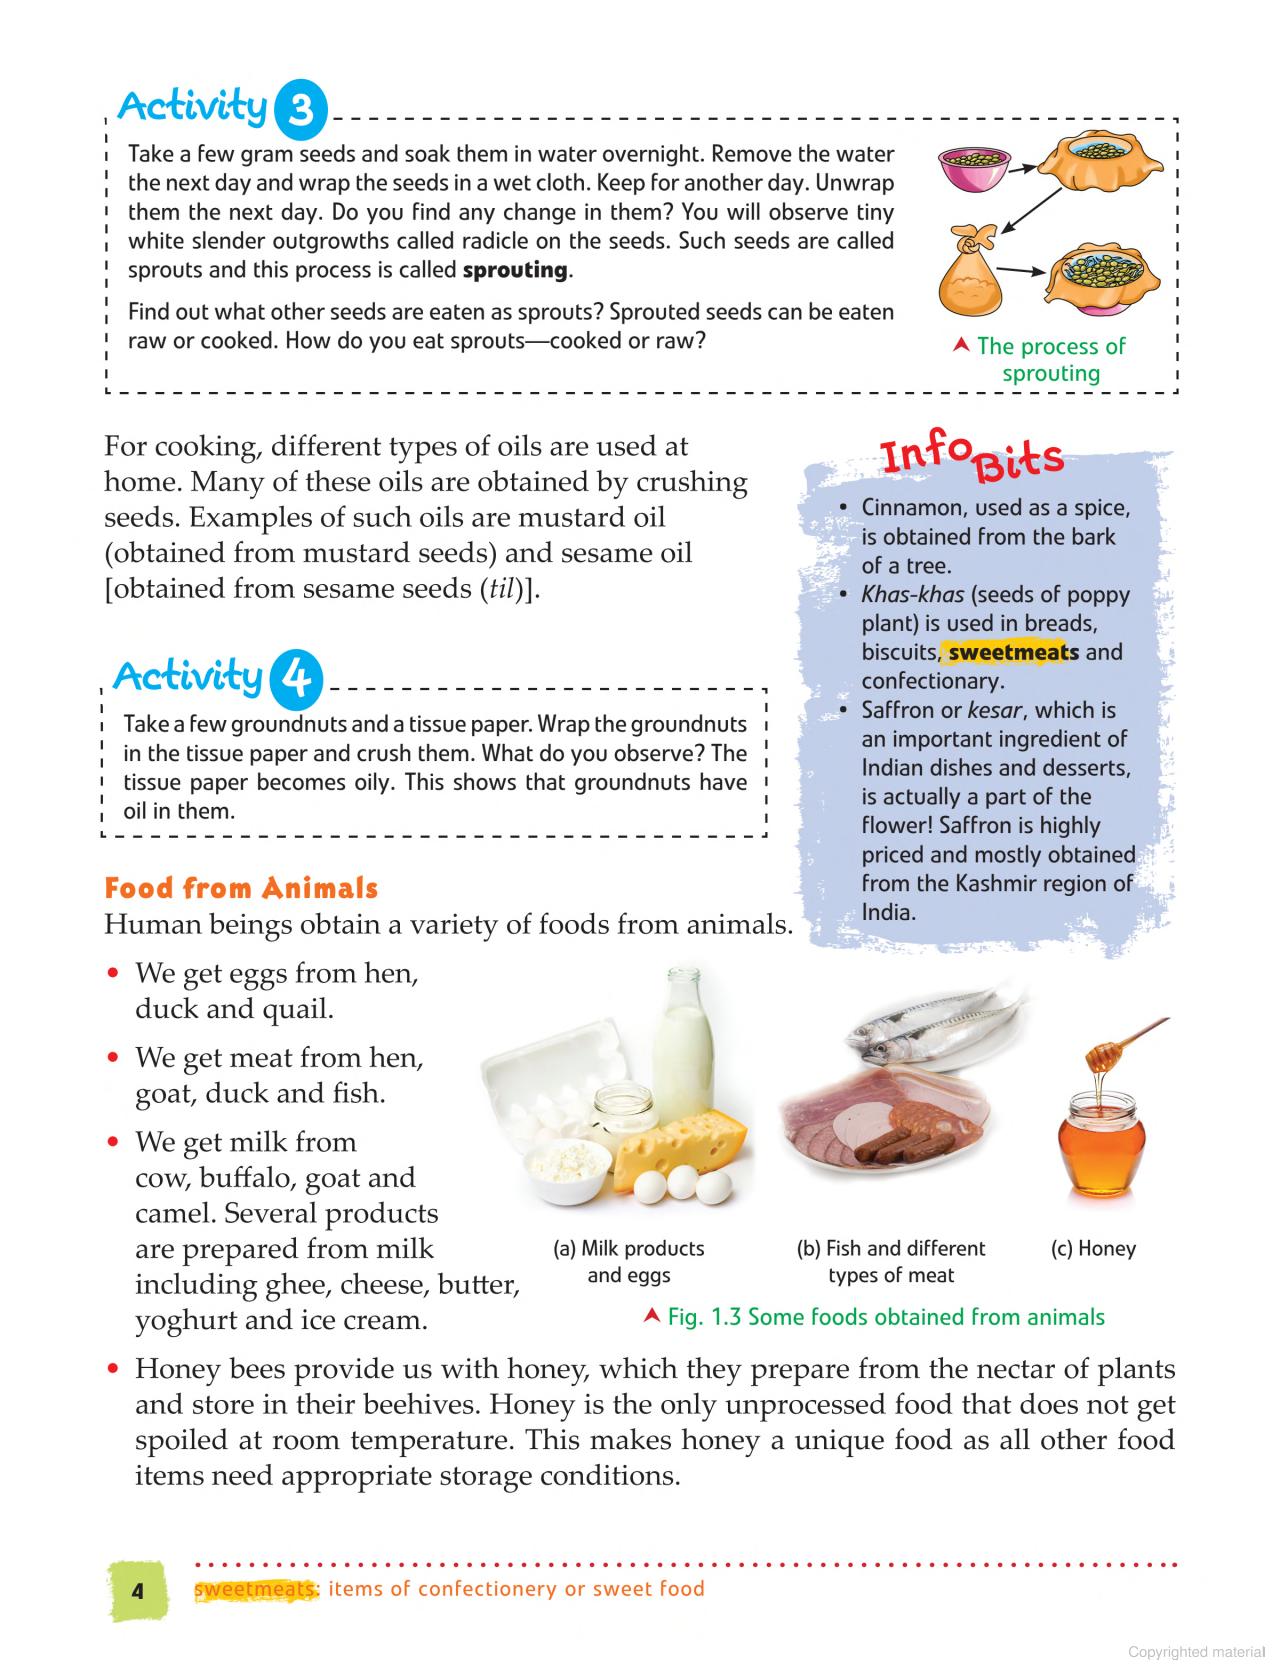 Activity 3
Take a few gram seeds and soak them in water overnight. Remove the water
the next day and wrap the seeds in a wet cloth. Keep for another day. Unwrap
them the next day. Do you find any change in them? You will observe tiny
white slender outgrowths called radicle on the seeds. Such seeds are called
sprouts and this process is called sprouting.
Find out what other seeds are eaten as sprouts? Sprouted seeds can be eaten
raw or cooked. How do you eat sprouts—cooked or raw?
The process of
sprouting
For cooking, different types of oils are used at
home. Many of these oils are obtained by crushing
seeds. Examples of such oils are mustard oil
(obtained from mustard seeds) and sesame oil
[obtained from sesame seeds (til)].
Info Bits
• Cinnamon, used as a spice,
is obtained from the bark
of a tree.
• Khas-khas (seeds of poppy
plant) is used in breads,
biscuits, sweetmeats and
confectionary.
• Saffron or kesar, which is
an important ingredient of
Indian dishes and desserts,
is actually a part of the
flower! Saffron is highly
priced and mostly obtained
from the Kashmir region of
India.
Activity 4
Take a few groundnuts and a tissue paper. Wrap the groundnuts
in the tissue paper and crush them. What do you observe? The
tissue paper becomes oily. This shows that groundnuts have
oil in them.
Food from Animals
Human beings obtain a variety of foods from animals.
• We get eggs from hen,
duck and quail.
• We get meat from hen,
goat, duck and fish.
• We get milk from
cow, buffalo, goat and
camel. Several products
are prepared from milk
including ghee, cheese, butter,
yoghurt and ice cream.
(a) Milk products
and eggs
(b) Fish and different
types of meat
(c) Honey
Fig. 1.3 Some foods obtained from animals
• Honey bees provide us with honey, which they prepare from the nectar of plants
and store in their beehives. Honey is the only unprocessed food that does not get
spoiled at room temperature. This makes honey a unique food as all other food
items need appropriate storage conditions.
4
sweetmeats: items of confectionery or sweet food
Copyrighted material